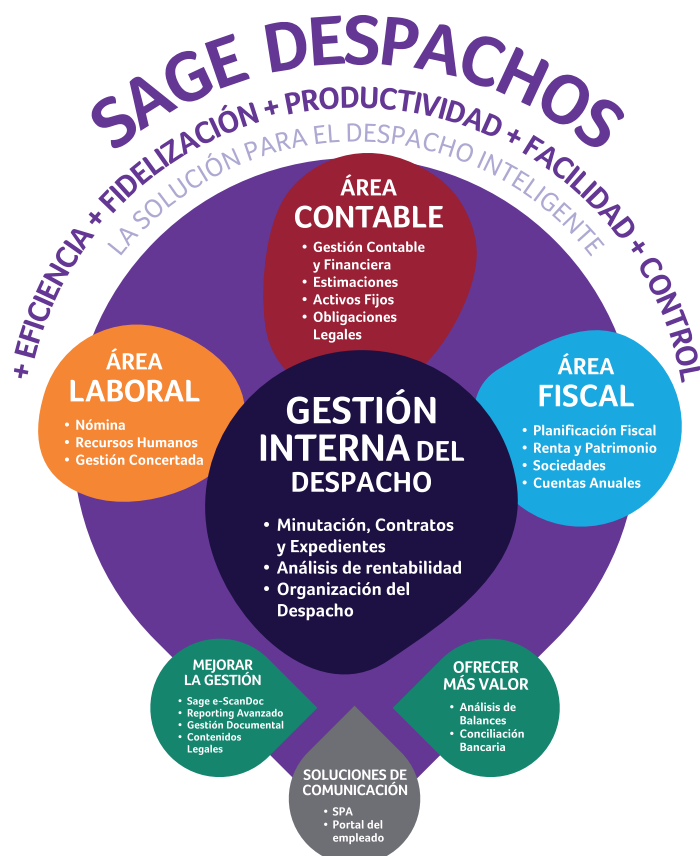 SAGE DESPACHOS
+ EFICIENCIA + FIDELIZACIÓN + PRODUCTIVIDAD + FACILIDAD + CONTROL
LA SOLUCIÓN PARA EL DESPACHO INTELIGENTE
ÁREA
CONTABLE
• Gestión Contable
y Financiera
• Estimaciones
• Activos Fijos
• Obligaciones
Legales
ÁREA
LABORAL
• Nómina
• Recursos Humanos
• Gestión Concertada
ÁREA
FISCAL
• Planificación Fiscal
• Renta y Patrimonio
• Sociedades
• Cuentas Anuales
GESTIÓN
INTERNA DEL
DESPACHO
• Minutación, Contratos
y Expedientes
• Análisis de rentabilidad
• Organización del
Despacho
MEJORAR
LA GESTIÓN
• Sage e-ScanDoc
• Reporting Avanzado
• Gestión Documental
• Contenidos
Legales
OFRECER
MÁS VALOR
• Análisis de
Balances
• Conciliación
Bancaria
SOLUCIONES DE
COMUNICACIÓN
• SPA
• Portal del
empleado